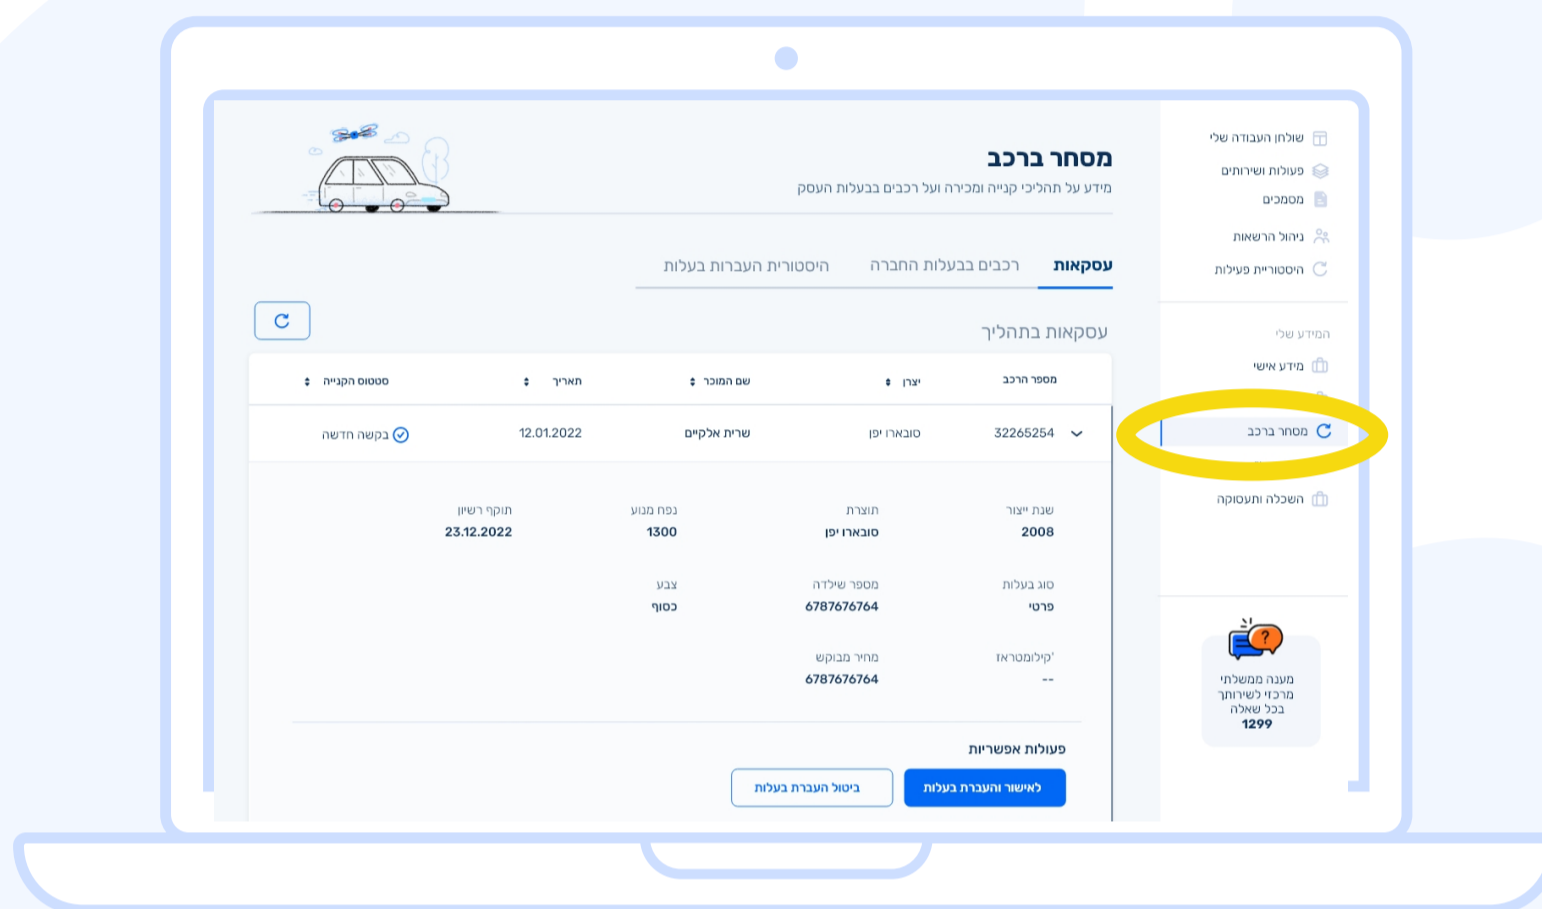 שולחן העבודה שלי
פעולות ושירותים
מסמכים
ניהול הרשאות
היסטוריית פעילות
המידע שלי
מידע אישי
מסחר ברכב
השכלה ותעסוקה
מענה ממשלתי
מרכזי לשירותך
בכל שאלה
1299
מסחר ברכב
מידע על תהליכי קנייה ומכירה ועל רכבים בבעלות העסק
עסקאות רכבים בבעלות החברה היסטורית העברות בעלות
עסקאות בתהליך
מספר הרכב יצרן שם המוכר תאריך סטטוס הקנייה
32265254 סובארו יפן שרית אלקיים 12.01.2022 בקשה חדשה
שנת ייצור תוצרת נפח מנוע תוקף רשיון
2008 סובארו יפן 1300 23.12.2022
סוג בעלות מספר שילדה צבע
פרטי 6787676764 כסוף
קילומטראז' מחיר מבוקש
-- 6787676764
פעולות אפשריות
לאישור והעברת בעלות ביטול העברת בעלות